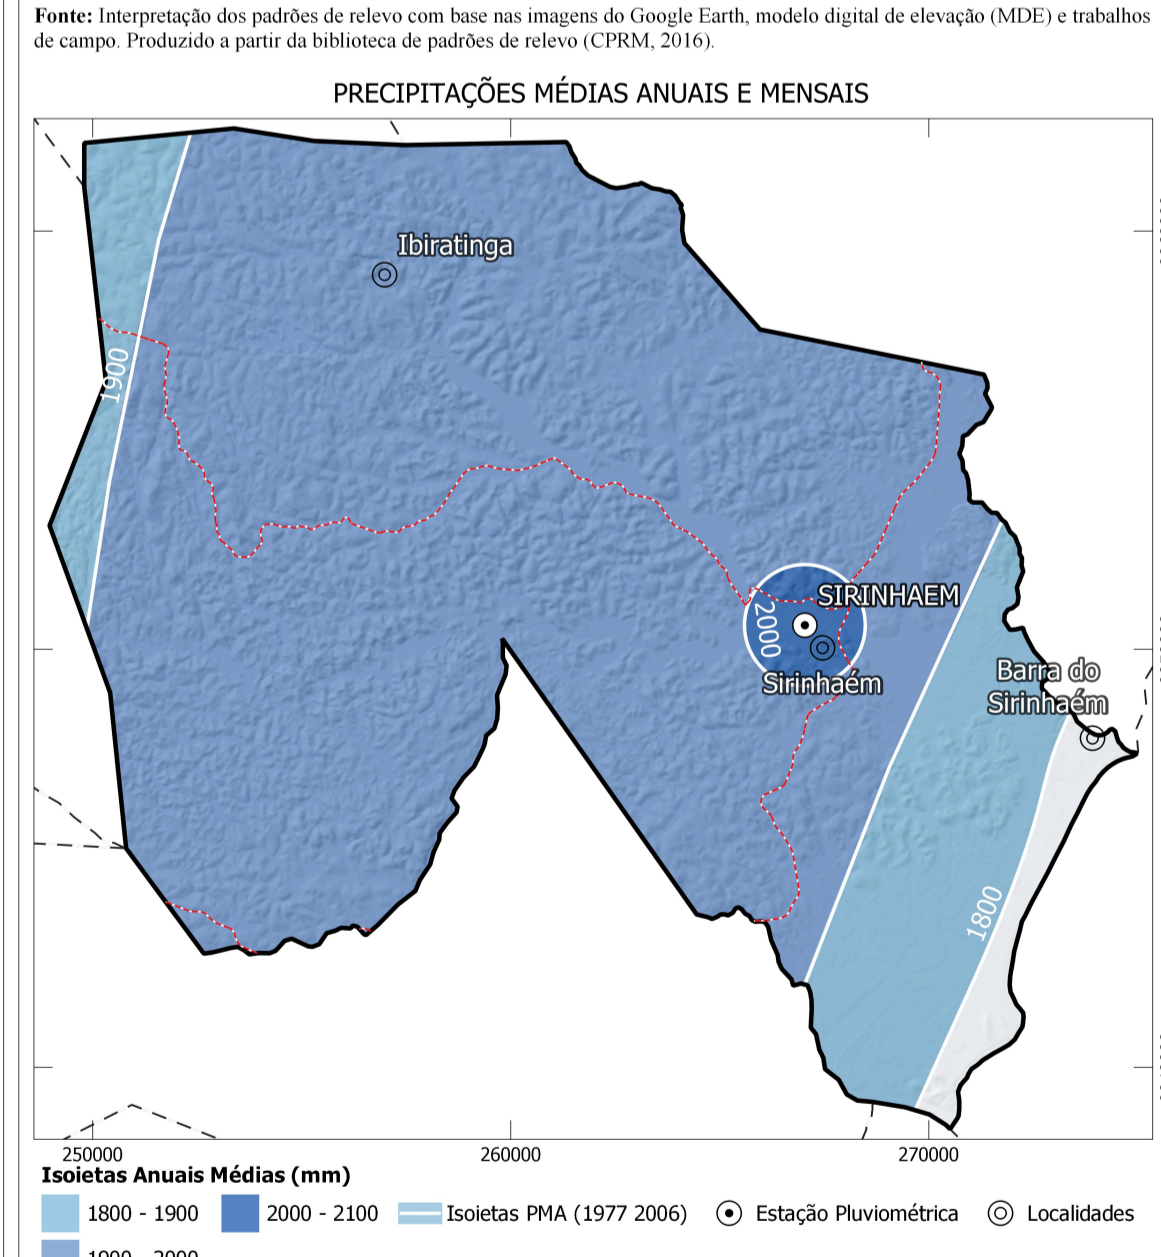 Fonte: Interpretação dos padrões de relevo com base nas imagens do Google Earth, modelo digital de elevação (MDE) e trabalhos
de campo. Produzido a partir da biblioteca de padrões de relevo (CPRM, 2016).
PRECIPITAÇÕES MÉDIAS ANUAIS E MENSAIS
Ibiratinga
1900
SIRINHAEM
2000
Sirinhaém
Barra do
Sirinhaém
1800
250000
260000
270000
Isoietas Anuais Médias (mm)
1800 - 1900
2000 - 2100
Isoietas PMA (1977 2006)
Estação Pluviométrica
Localidades
1900 - 2000